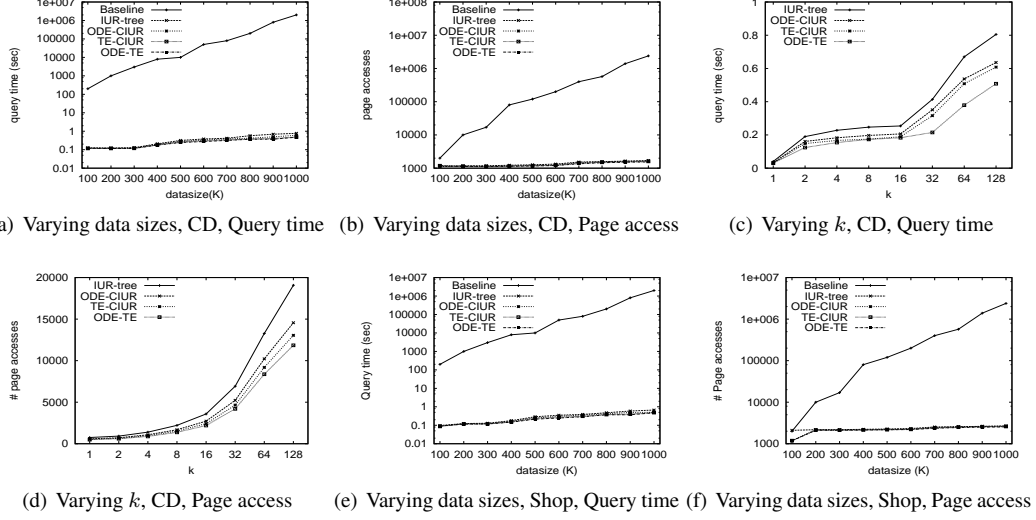 1e+007
1e+006
100000
10000
1000
100
10
1
0.1
0.01
query time (sec)
Baseline
IUR-tree
ODE-CIUR
TE-CIUR
ODE-TE
100 200 300 400 500 600 700 800 900 1000
datasize(K)
a) Varying data sizes, CD, Query time
1e+008
1e+007
1e+006
100000
10000
1000
page accesses
Baseline
IUR-tree
ODE-CIUR
TE-CIUR
ODE-TE
100 200 300 400 500 600 700 800 900 1000
datasize(K)
(b) Varying data sizes, CD, Page access
1
0.8
0.6
0.4
0.2
0
query time (sec)
IUR-tree
ODE-CIUR
TE-CIUR
ODE-TE
1 2 4 8 16 32 64 128
k
(c) Varying k, CD, Query time
20000
15000
10000
5000
0
# page accesses
IUR-tree
ODE-CIUR
TE-CIUR
ODE-TE
1 2 4 8 16 32 64 128
k
(d) Varying k, CD, Page access
1e+007
1e+006
100000
10000
1000
100
10
1
0.1
0.01
Query time (sec)
Baseline
IUR-tree
ODE-CIUR
TE-CIUR
ODE-TE
100 200 300 400 500 600 700 800 900 1000
datasize (K)
(e) Varying data sizes, Shop, Query time
1e+007
1e+006
100000
10000
1000
# Page accesses
Baseline
IUR-tree
ODE-CIUR
TE-CIUR
ODE-TE
100 200 300 400 500 600 700 800 900 1000
datasize (K)
(f) Varying data sizes, Shop, Page access